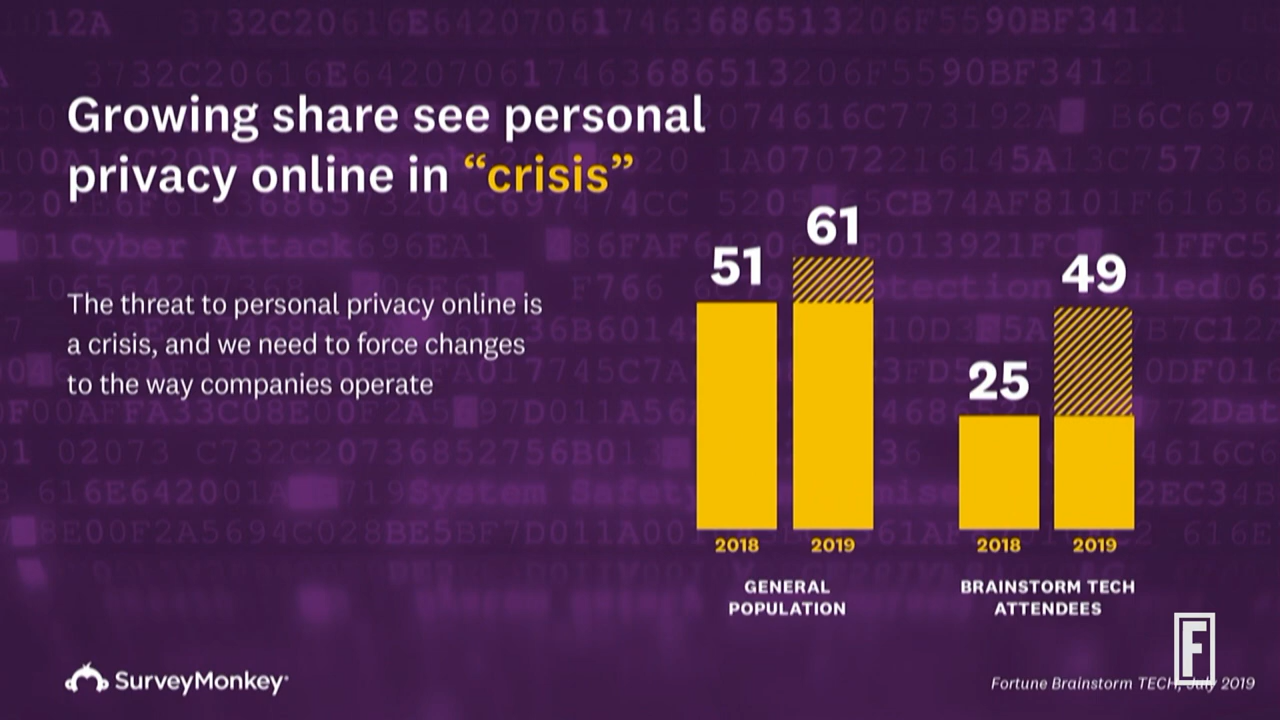 Growing share see personal
privacy online in “crisis”
The threat to personal privacy online is
a crisis, and we need to force changes
to the way companies operate
51
61
25
49
2018
2019
2018
2019
GENERAL
POPULATION
BRAINSTORM TECH
ATTENDEES
SurveyMonkey
F
Fortune Brainstorm TECH, July 2019